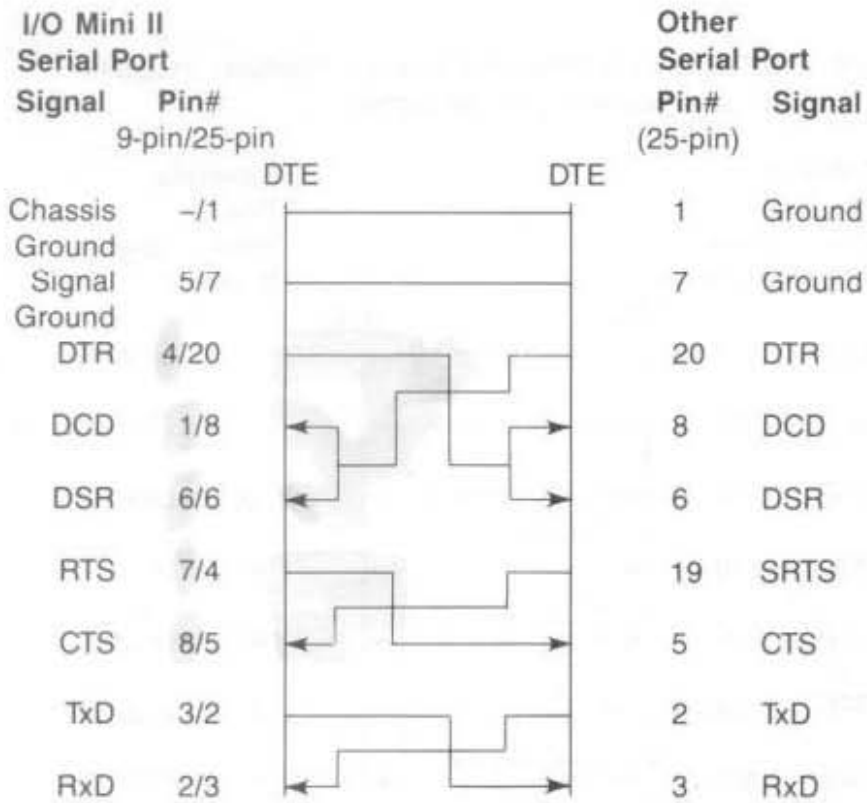 I/O Mini II Other
Serial Port Serial Port
Signal Pin# Pin# Signal
9-pin/25-pin (25-pin)
DTE DTE
Chassis –/1 1 Ground
Ground
Signal 5/7 7 Ground
Ground
DTR 4/20 20 DTR
DCD 1/8 8 DCD
DSR 6/6 6 DSR
RTS 7/4 19 SRTS
CTS 8/5 5 CTS
TxD 3/2 2 TxD
RxD 2/3 3 RxD